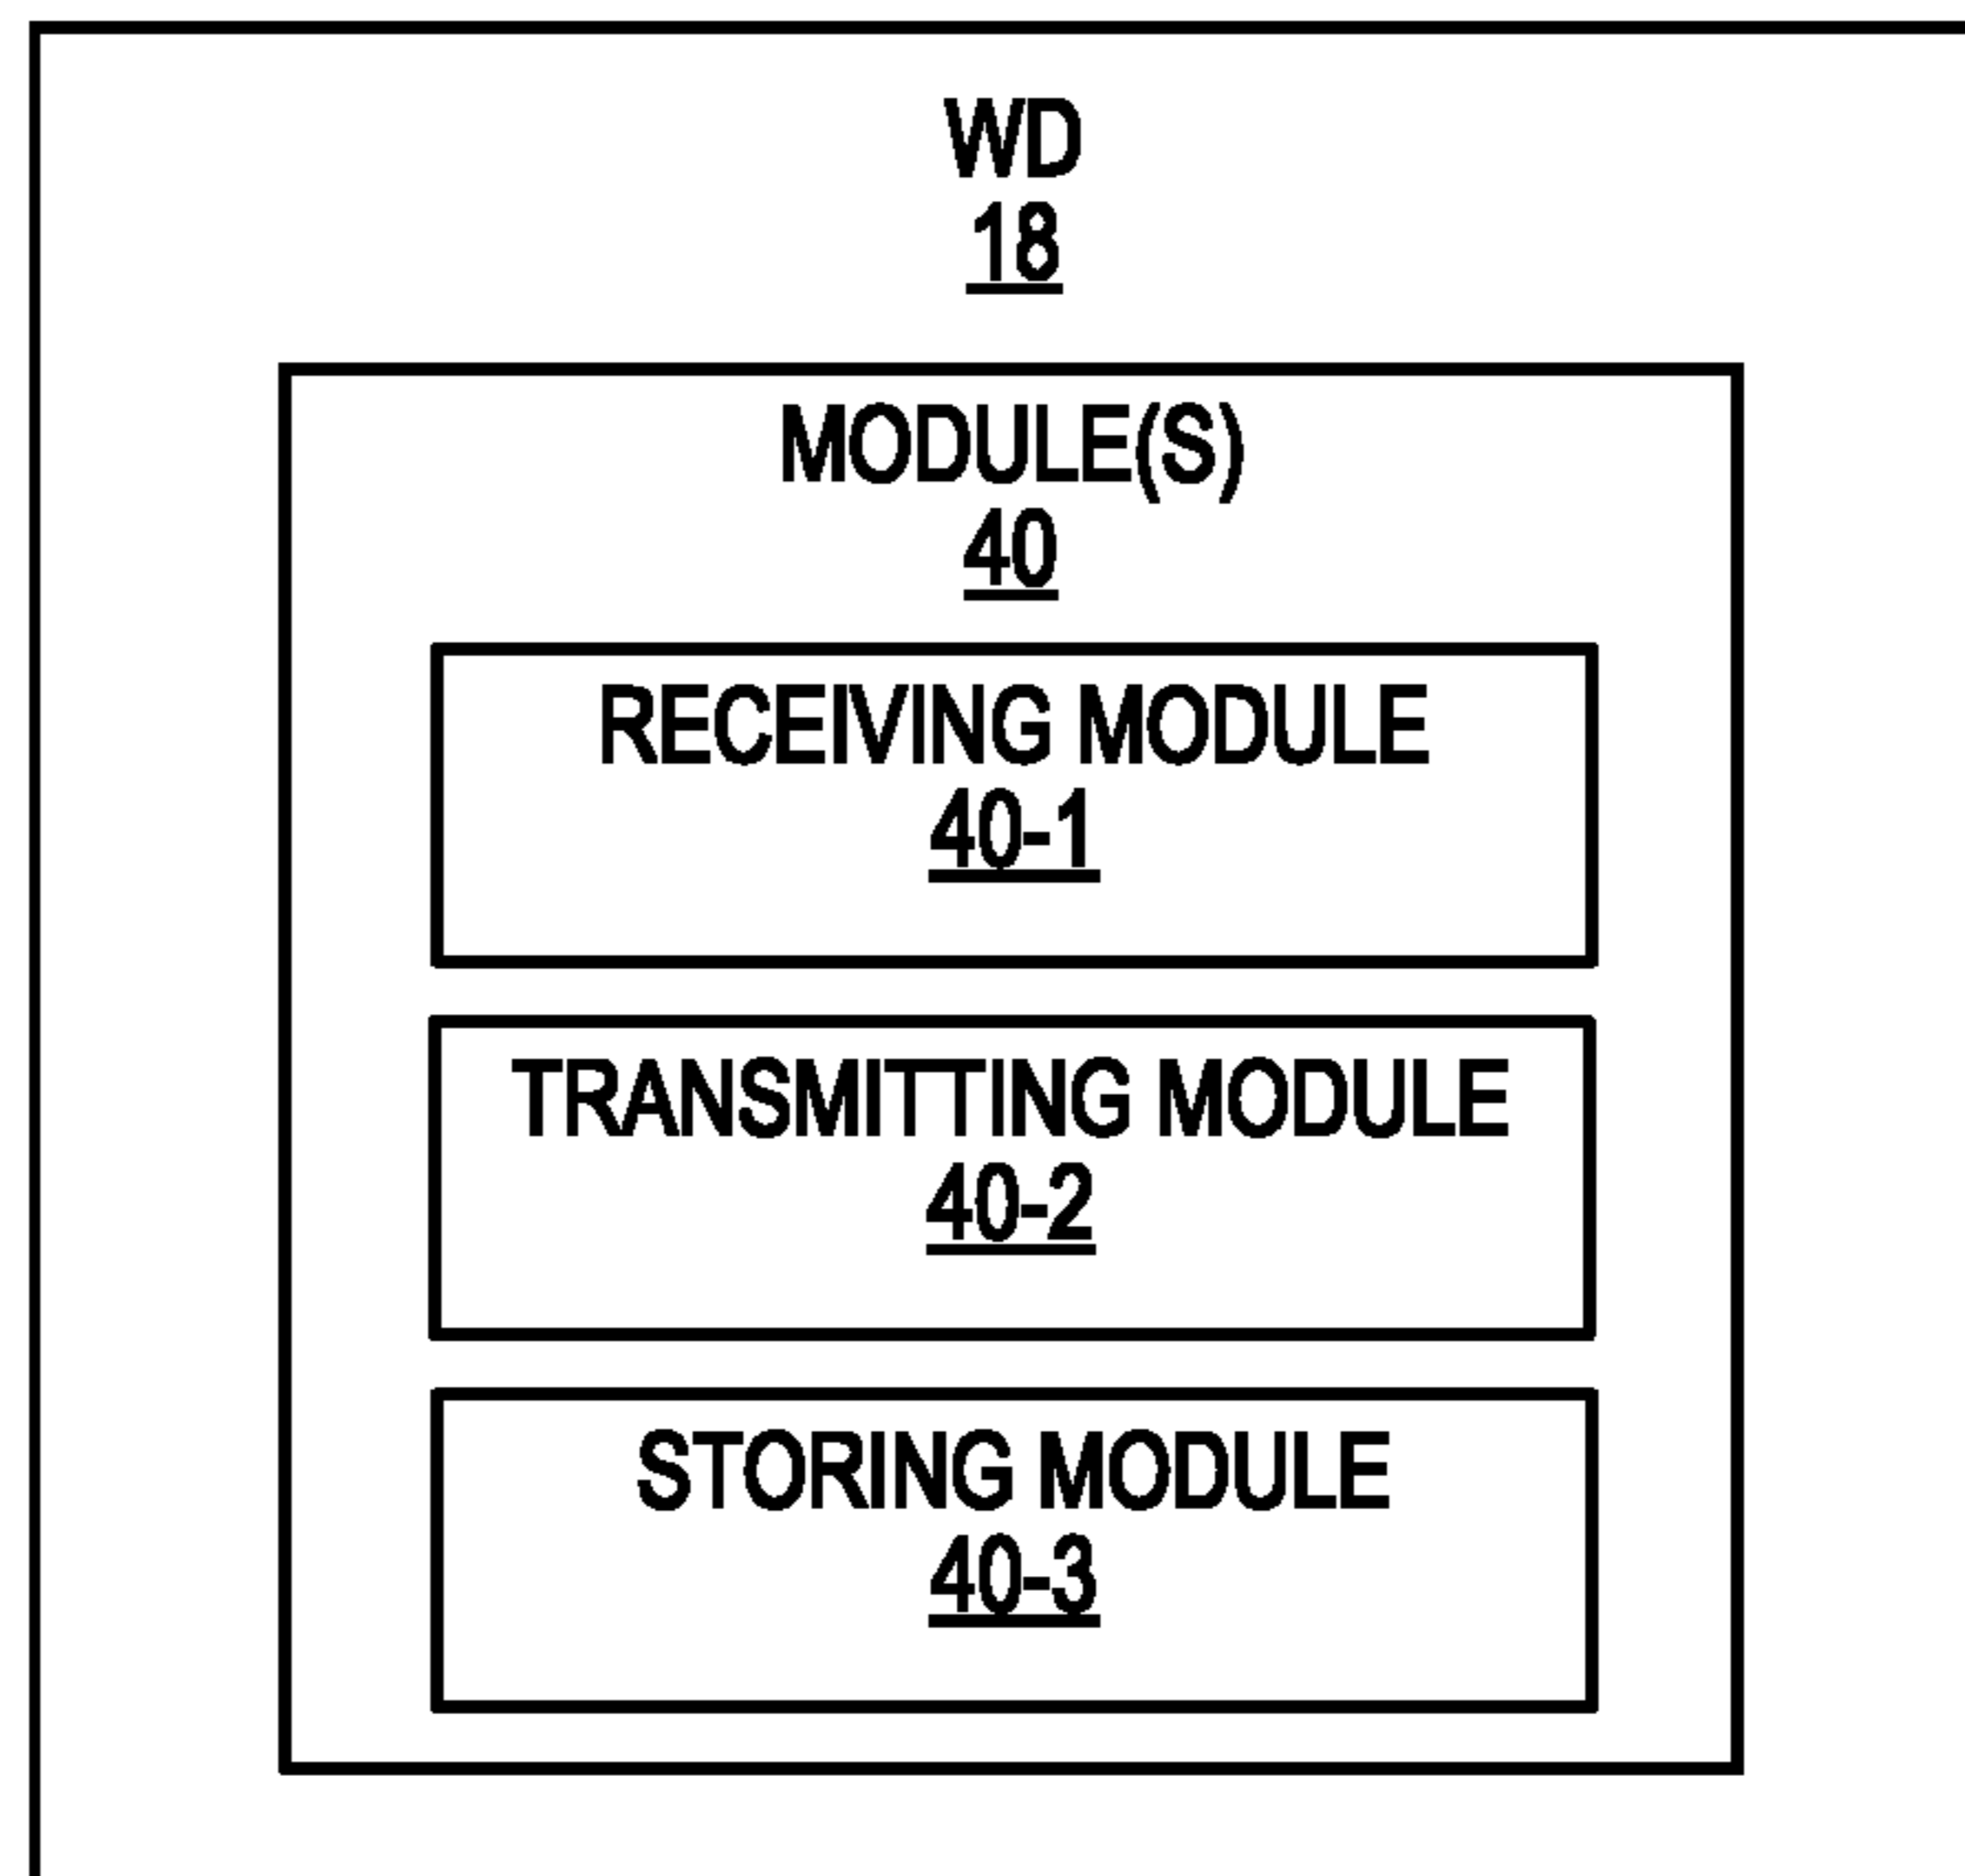 WD
18
MODULE(S)
40
RECEIVING MODULE
40-1
TRANSMITTING MODULE
40-2
STORING MODULE
40-3